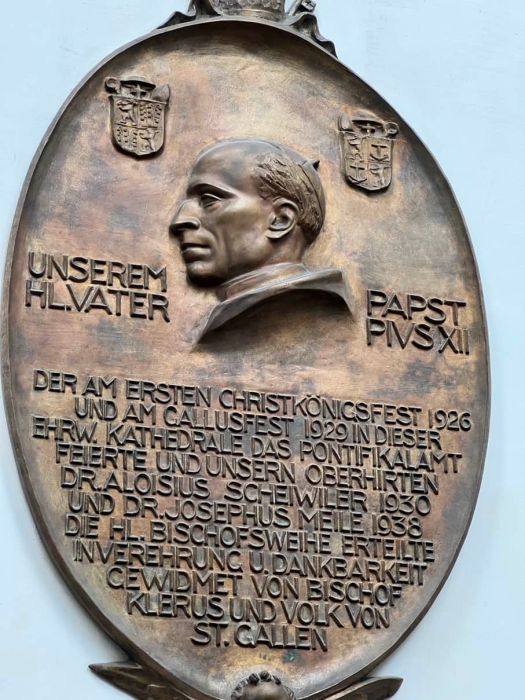 UNSEREM
HL.VATER
PAPST
PIVS XII
DER AM ERSTEN CHRISTKÖNIGSFEST 1926
UND AM GALLUSFEST 1929 IN DIESER
EHRW. KATHEDRALE DAS PONTIFIKALAMT
FEIERTE UND UNSERN OBERHIRTEN
DR. ALOISIUS SCHEIWILER 1930
UND DR. JOSEPHUS MEILE 1938
DIE HL. BISCHOFSWEIHE ERTEILTE
IN VEREHRUNG U. DANKBARKEIT
GEWIDMET VON BISCHOF
KLERUS UND VOLK VON
ST. GALLEN